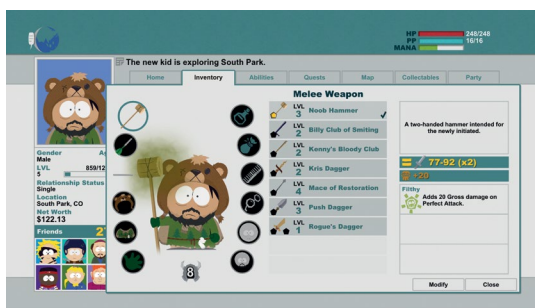 HP 248/248
PP 16/16
MANA
The new kid is exploring South Park.
Home Inventory Abilities Quests Map Collectables Party
Melee Weapon
LVL 3 Noob Hammer
LVL 2 Billy Club of Smiting
LVL 2 Kenny's Bloody Club
LVL 2 Kris Dagger
LVL 4 Mace of Restoration
LVL 3 Push Dagger
LVL 1 Rogue's Dagger
A two-handed hammer intended for
the newly initiated.
77-92 (x2)
+20
Filthy
Adds 20 Gross damage on
Perfect Attack.
Gender
Male
LVL 859/12
5
Relationship Status
Single
Location
South Park, CO
Net Worth
$122.13
Friends
8
Modify Close